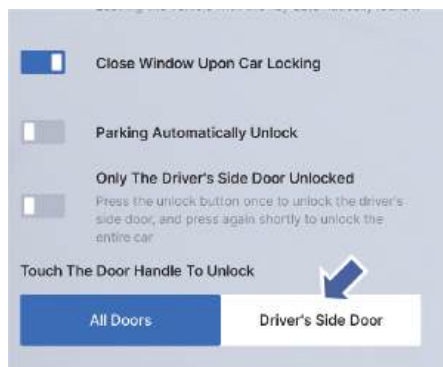 Close Window Upon Car Locking
Parking Automatically Unlock
Only The Driver's Side Door Unlocked
Press the unlock button once to unlock the driver's
side door, and press again shortly to unlock the
entire car
Touch The Door Handle To Unlock
All Doors
Driver's Side Door